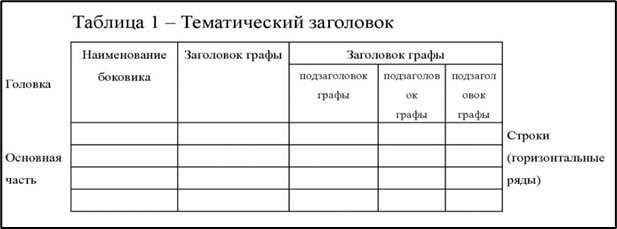 Таблица 1 – Тематический заголовок
Наименование
боковика
Заголовок графы
Заголовок графы
Головка
подзаголовок
графы
подзаголов
ок
графы
подзагол
овок
графы
Основная
часть
Строки
(горизонтальные
ряды)